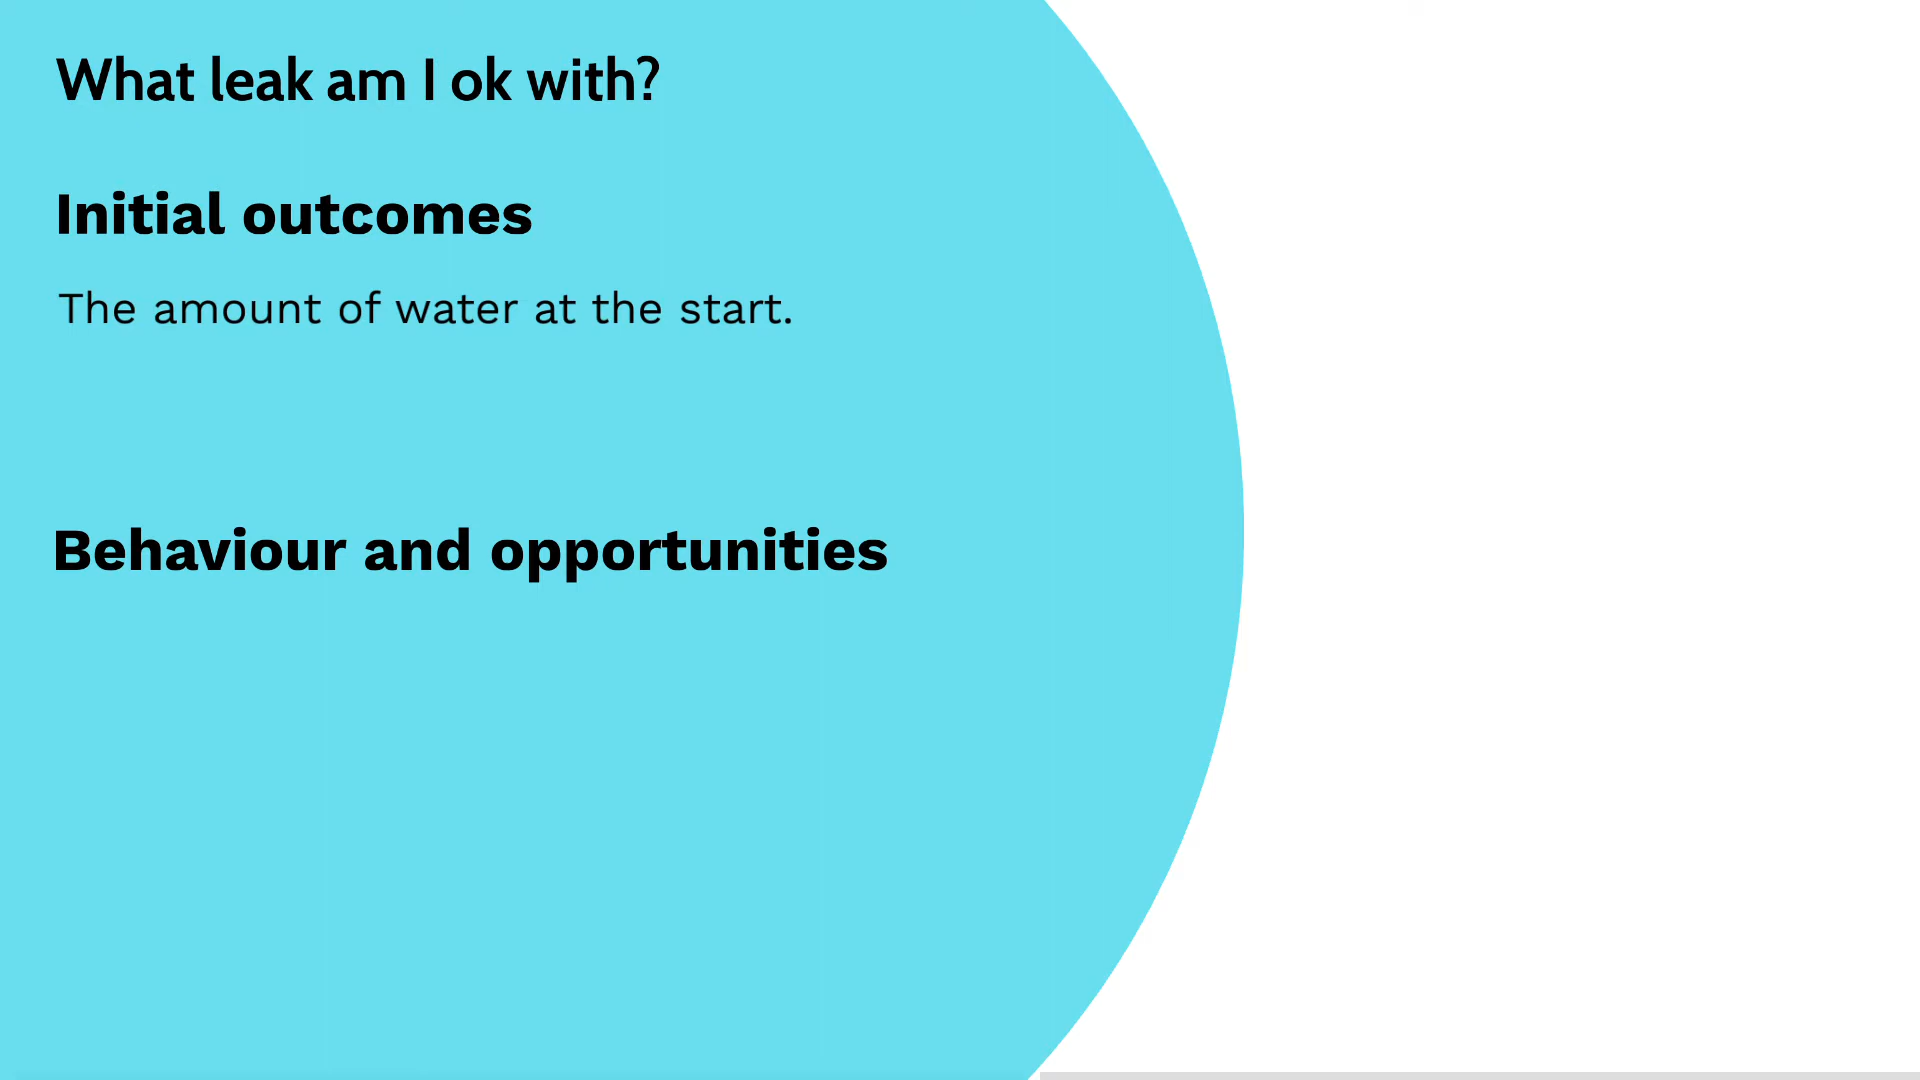 What leak am I ok with?
Initial outcomes
The amount of water at the start.
Behaviour and opportunities